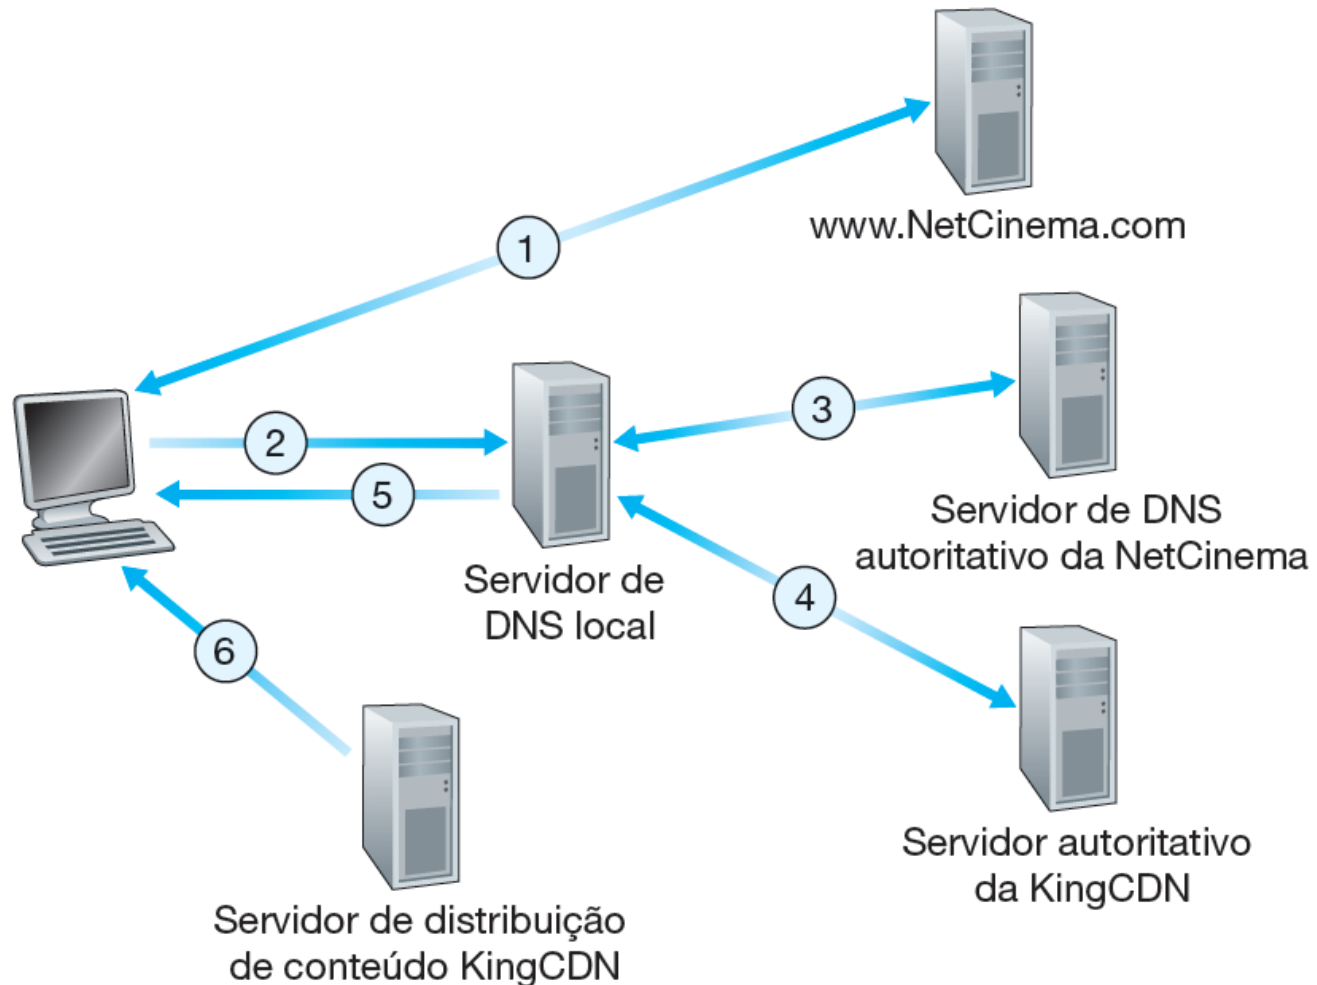 www.NetCinema.com
1
2
3
5
4
6
Servidor de DNS
autoritativo da NetCinema
Servidor de
DNS local
Servidor autoritativo
da KingCDN
Servidor de distribuição
de conteúdo KingCDN